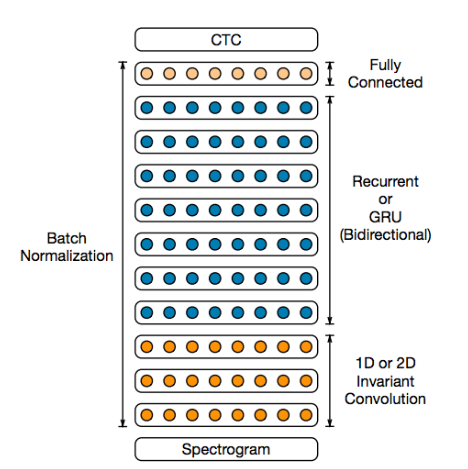 CTC
Fully
Connected
Recurrent
or
GRU
(Bidirectional)
Batch
Normalization
1D or 2D
Invariant
Convolution
Spectrogram